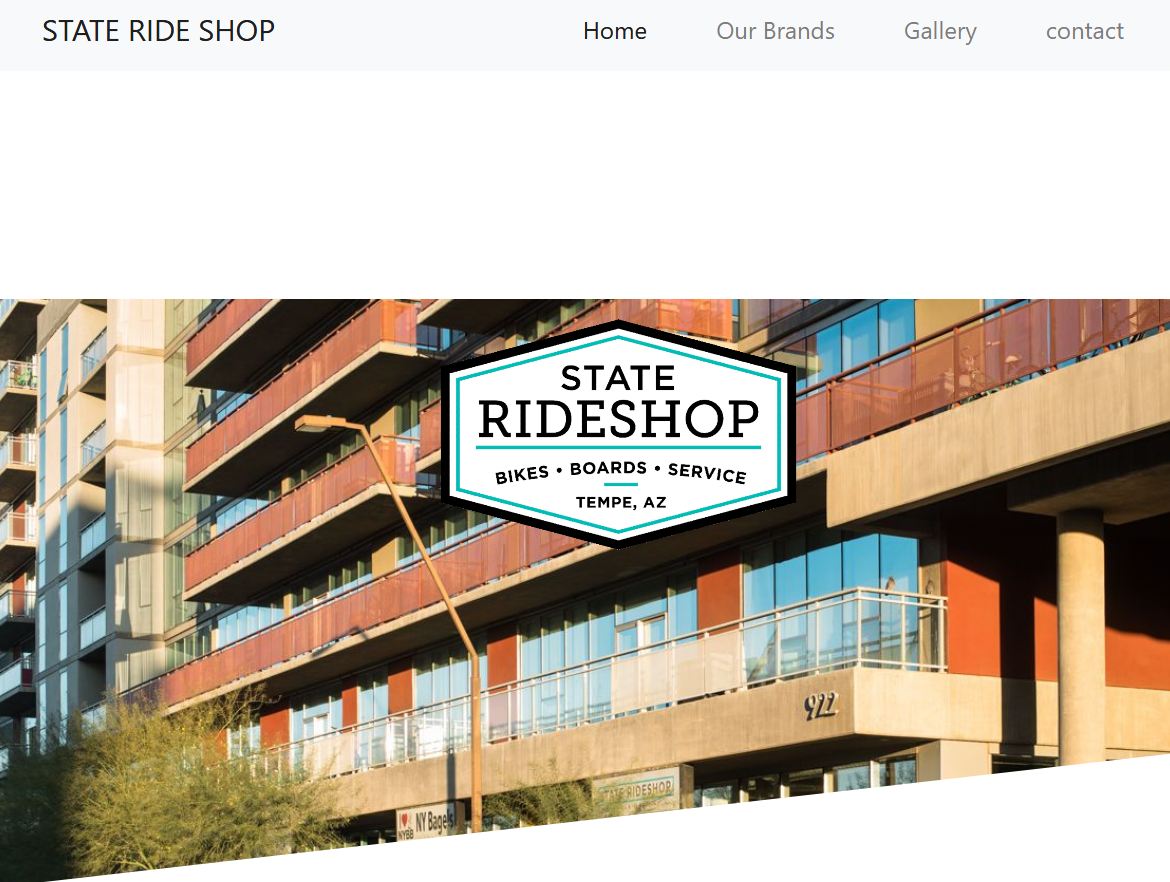 STATE RIDE SHOP Home Our Brands Gallery contact
STATE
RIDESHOP
BIKES • BOARDS • SERVICE
TEMPE, AZ
922
STATE RIDESHOP
NY Bagels
NYBB